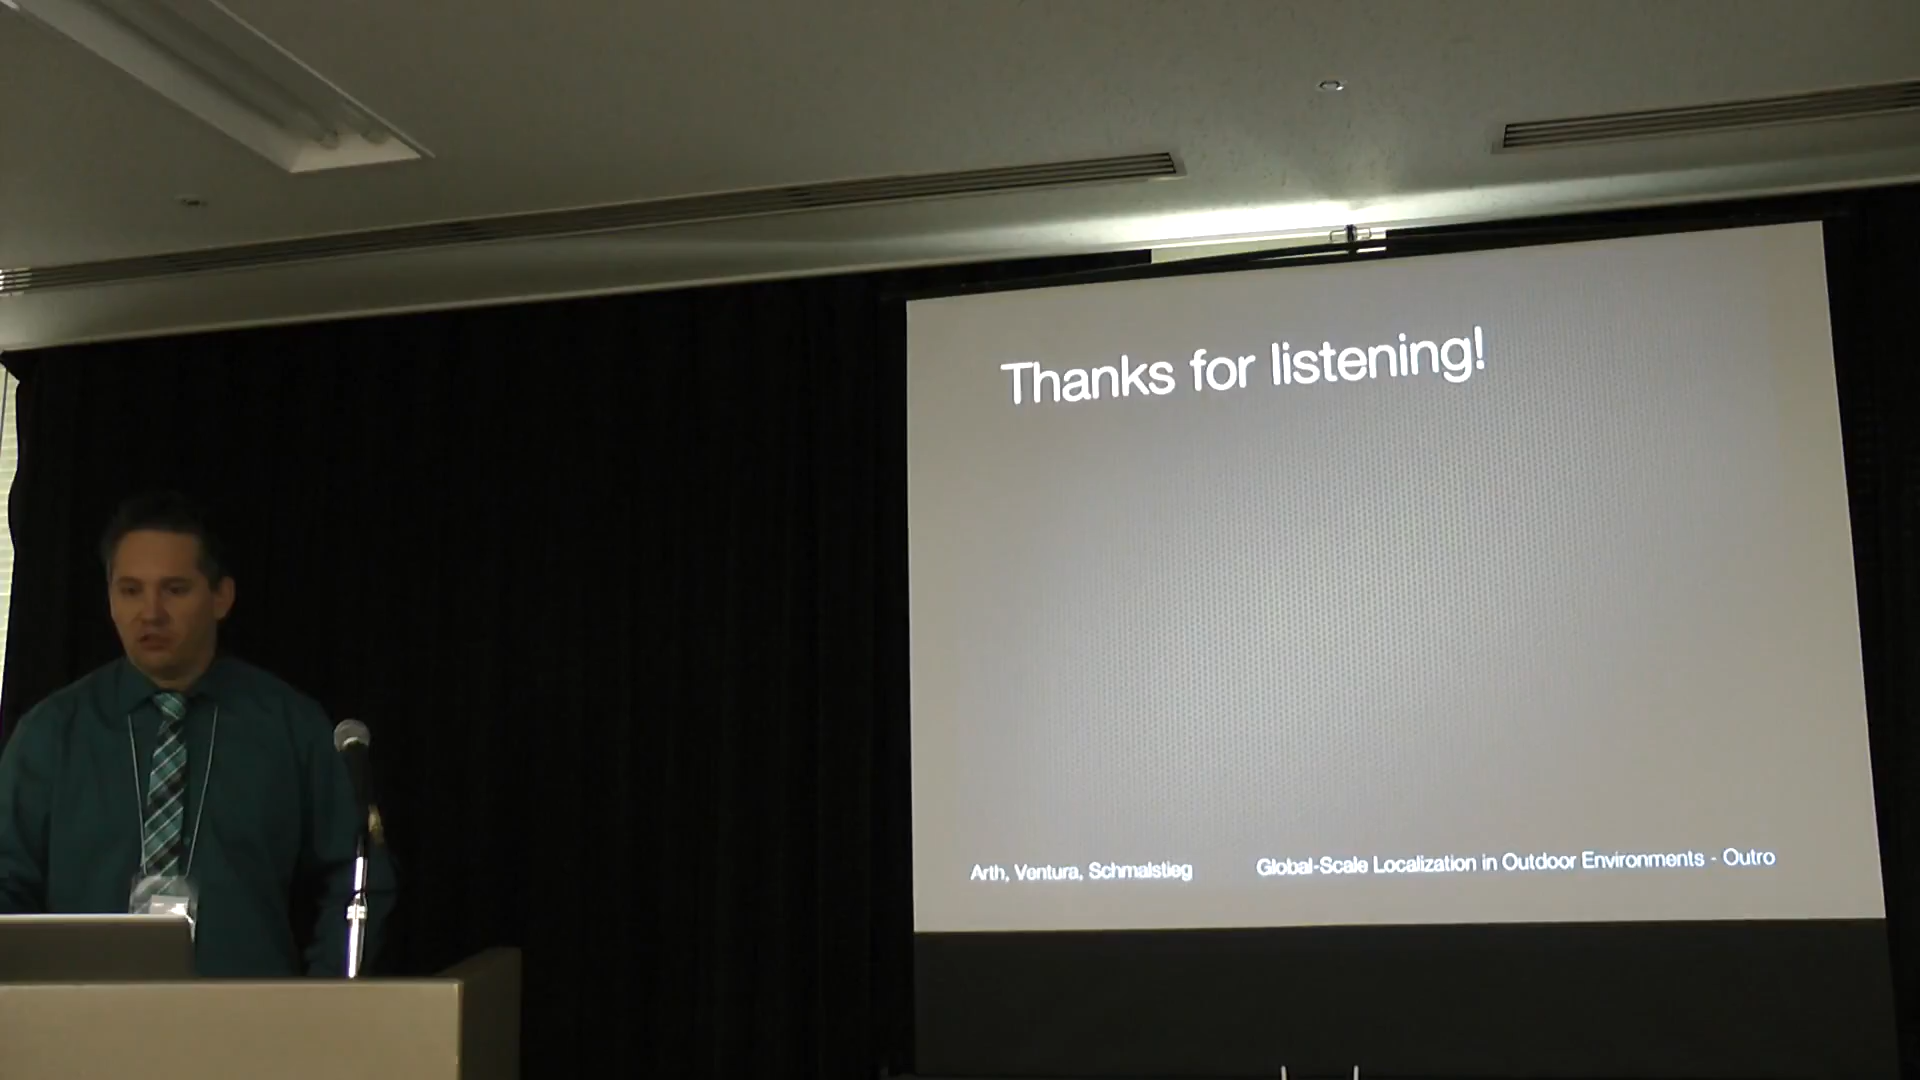 Thanks for listening!
Arth, Ventura, Schmalstieg
Global-Scale Localization in Outdoor Environments - Outro